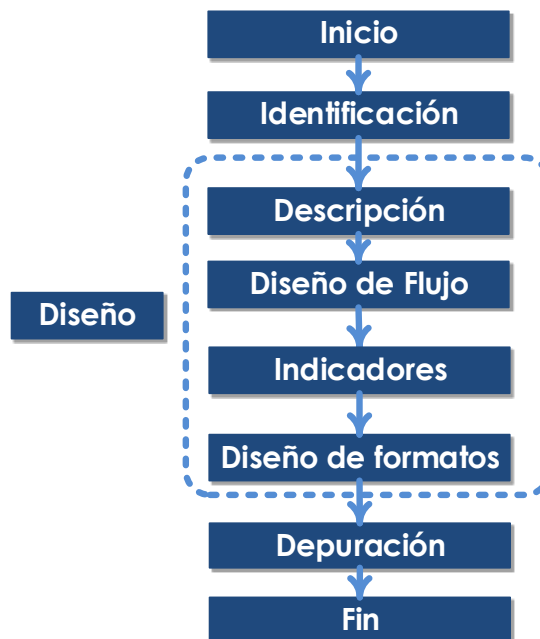 Inicio
Identificación
Descripción
Diseño de Flujo
Diseño
Indicadores
Diseño de formatos
Depuración
Fin